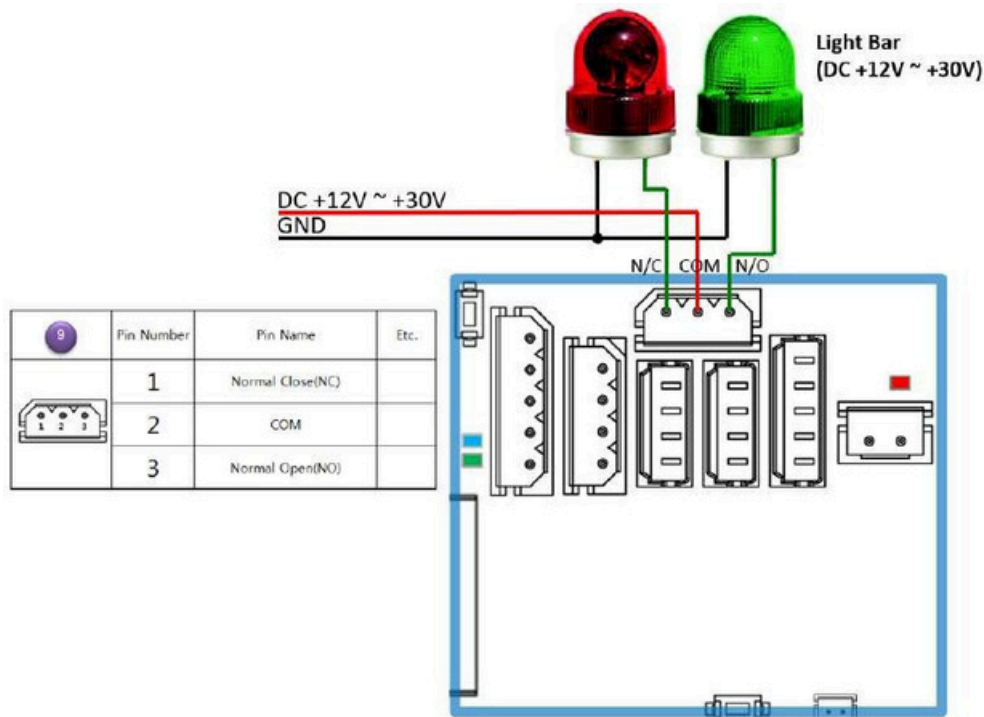 Light Bar
(DC +12V ~ +30V)
DC +12V ~ +30V
GND
N/C COM N/O
9 Pin Number Pin Name Etc.
1 Normal Close(NC)
2 COM
3 Normal Open(NO)
1 2 3